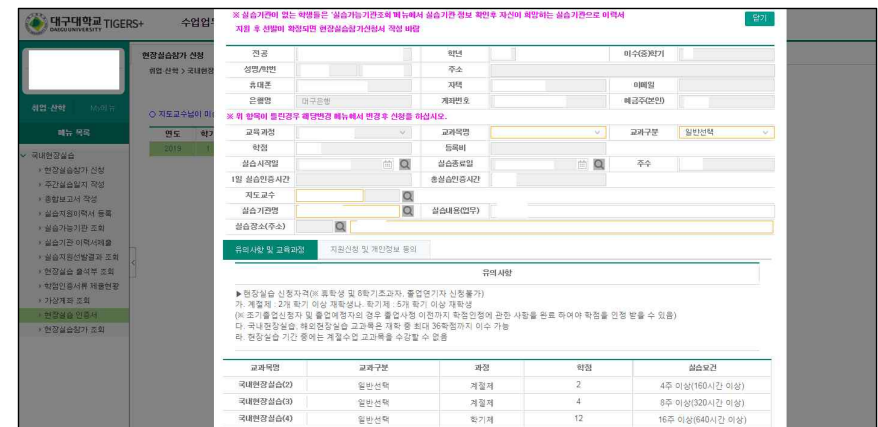 대구대학교 TIGERS+
DAEGU UNIVERSITY
수업업
※ 실습기관이 없는 학생들은 '실습가능기관조회'메뉴에서 실습기관 정보 확인후 자신이 희망하는 실습기관으로 이력서
지원 후 선발이 확정되면 현장실습참가신청서 작성 바람
닫기
현장실습참가 신청
취업·산학 > 국내현장
취업·산학
◇ 지도교수님이 미
메뉴 목록
연도 학기
2019 1
국내현장실습
현장실습참가 신청
주간실습일지 작성
종합보고서 작성
실습지원이력서 등록
실습가능기관 조회
실습기관 이력서제출
실습지원선발결과 조회
현장실습 출석부 조회
학점인증서류 제출현황
가상계좌 조회
현장실습 인증서
현장실습참가 조회
전공 학년 이수(중)학기
성명/학번 주소
휴대폰 자택 이메일
은행명 대구은행 계좌번호 예금주(본인)
※ 위 항목이 틀린경우 해당변경 메뉴에서 변경후 신청을 하십시오.
교육과정 교과목명 교과구분 일반선택
학점 등록비
실습시작일 실습종료일 주수
1일 실습인증시간 총실습인증시간
지도교수
실습기관명 실습내용(업무)
실습장소(주소)
유의사항 및 교육과정 지원신청 및 개인정보 동의
유의사항
▶현장실습 신청자격(※ 휴학생 및 8학기초과자, 졸업연기자 신청불가)
가. 계절제 : 2개 학기 이상 재학생나. 학기제 : 5개 학기 이상 재학생
(※ 조기졸업신청자 및 졸업예정자의 경우 졸업사정 이전까지 학점인정에 관한 사항을 완료 하여야 학점을 인정 받을 수 있음)
다. 국내현장실습, 해외현장실습 교과목은 재학 중 최대 36학점까지 이수 가능
라. 현장실습 기간 중에는 계절수업 교과목을 수강할 수 없음
교과목명 교과구분 과정 학점 실습요건
국내현장실습(2) 일반선택 계절제 2 4주 이상(160시간 이상)
국내현장실습(3) 일반선택 계절제 4 8주 이상(320시간 이상)
국내현장실습(4) 일반선택 학기제 12 16주 이상(640시간 이상)